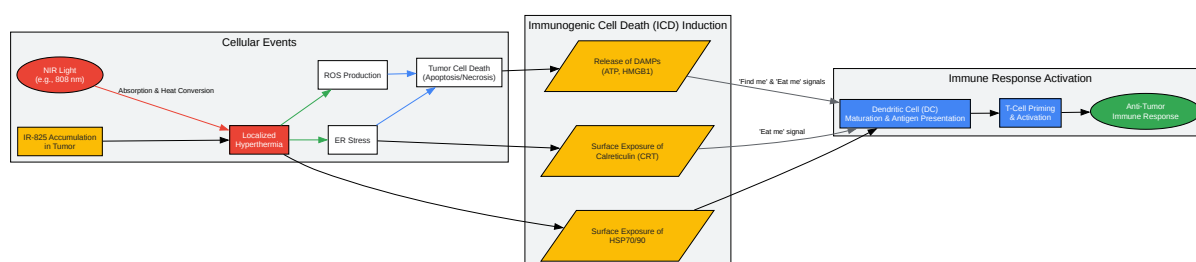 Cellular Events
NIR Light
(e.g., 808 nm)
Absorption & Heat Conversion
IR-825 Accumulation
in Tumor
Localized
Hyperthermia
ROS Production
ER Stress
Tumor Cell Death
(Apoptosis/Necrosis)
Immunogenic Cell Death (ICD) Induction
Release of DAMPs
(ATP, HMGB1)
Surface Exposure of
Calreticulin (CRT)
Surface Exposure of
HSP70/90
'Find me' & 'Eat me' signals
'Eat me' signal
Immune Response Activation
Dendritic Cell (DC)
Maturation & Antigen Presentation
T-Cell Priming
& Activation
Anti-Tumor
Immune Response